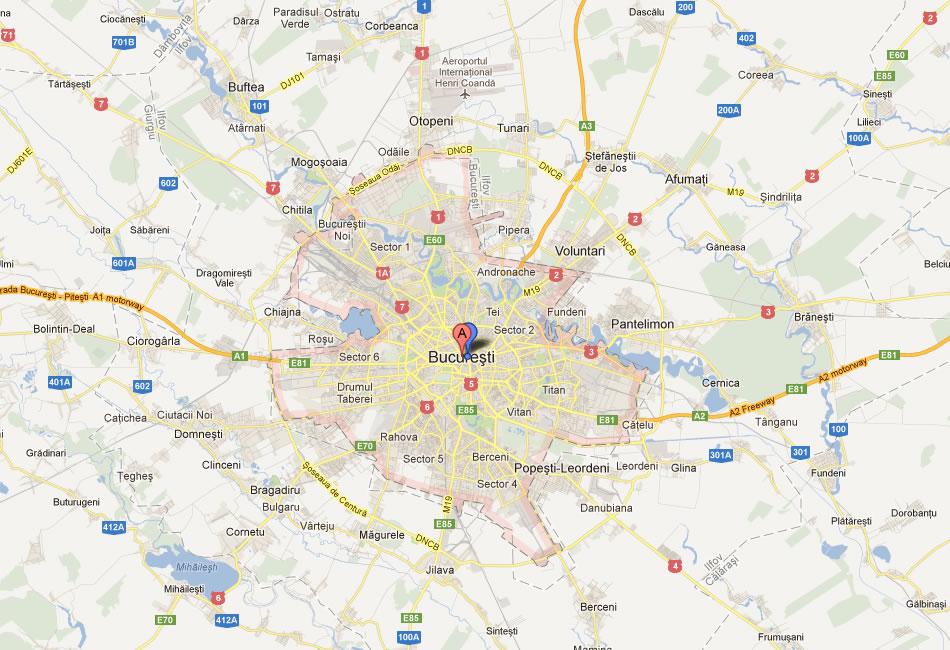 Ciocănești
Paradisul
Verde
Ostratu
1
200
Dascălu
2
71
701B
Dâmbovița
Ilfov
Dârza
Corbeanca
402
Tamași
1
Aeroportul
Internațional
Henri Coandă
E60
E85
Tărtășești
7
Buftea
DJ101
Coreea
Sinești
101
Otopeni
Tunari
A3
200A
Lilieci
100A
Ilfov
Giurgiu
Atârnati
Odăile
DNCB
DJ601E
Mogoșoaia
Șoseaua Odăi
Ilfov
București
DNCB
Ștefăneștii
de Jos
Afumați
2
602
7
M19
Șindrilița
Chitila
Joița
Săbăreni
Bucureștii
Noi
1
E60
Pipera
2
DNCB
Sector 1
Voluntari
Găneasa
601A
Dragomirești
Vale
1A
Andronache
2
Belciu
M19
rada București - Pitești A1 motorway
Chiajna
7
Tei
Fundeni
3
Brănești
Bolintin-Deal
Ciorogârla
Roșu
A
Sector 2
Pantelimon
A1
E81
Sector 6
București
3
E81
401A
602
Drumul
Taberei
5
Titan
Cernica
E81
A2 motorway
6
E85
Vitan
E81
A2
A2 Freeway
Cațichea
Ciutacii Noi
Domnești
Cățelu
Tânganu
100
Rahova
E70
Grădinari
Clinceni
Sector 5
Berceni
Popești-Leordeni
Leordeni
Glina
301A
301
Fundeni
Tegheș
Șoseaua de Centură
Sector 4
Buturugeni
Bragadiru
Bulgaru
M19
Danubiana
Dorobanțu
Plătărești
412A
Cornetu
Vârteju
E85
Măgurele
DNCB
Jilava
Mihăilești
Mihăilești
6
4
Ilfov
Călărași
E70
412A
E85
100A
Sintești
Berceni
Gălbinași
Frumușani